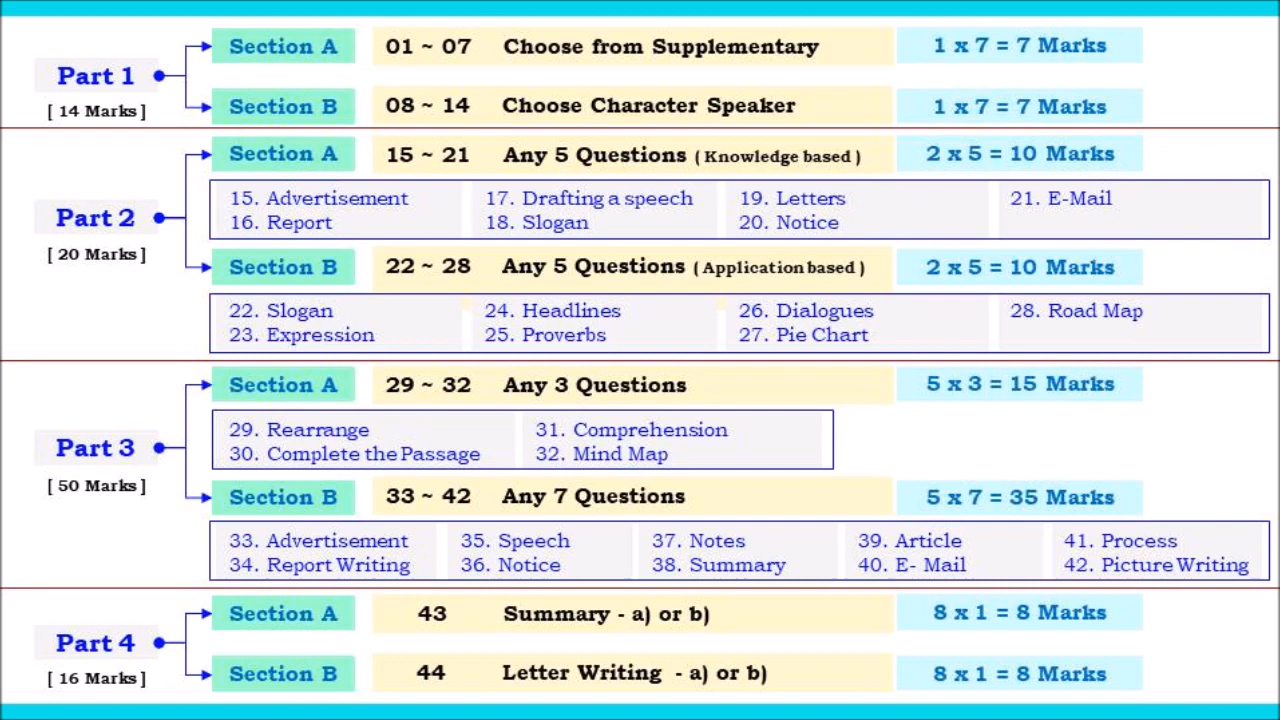 Part 1
[ 14 Marks ]
Section A 01 ~ 07 Choose from Supplementary 1 x 7 = 7 Marks
Section B 08 ~ 14 Choose Character Speaker 1 x 7 = 7 Marks
Part 2
[ 20 Marks ]
Section A 15 ~ 21 Any 5 Questions ( Knowledge based ) 2 x 5 = 10 Marks
15. Advertisement 17. Drafting a speech 19. Letters 21. E-Mail
16. Report 18. Slogan 20. Notice
Section B 22 ~ 28 Any 5 Questions ( Application based ) 2 x 5 = 10 Marks
22. Slogan 24. Headlines 26. Dialogues 28. Road Map
23. Expression 25. Proverbs 27. Pie Chart
Part 3
[ 50 Marks ]
Section A 29 ~ 32 Any 3 Questions 5 x 3 = 15 Marks
29. Rearrange 31. Comprehension
30. Complete the Passage 32. Mind Map
Section B 33 ~ 42 Any 7 Questions 5 x 7 = 35 Marks
33. Advertisement 35. Speech 37. Notes 39. Article 41. Process
34. Report Writing 36. Notice 38. Summary 40. E- Mail 42. Picture Writing
Part 4
[ 16 Marks ]
Section A 43 Summary - a) or b) 8 x 1 = 8 Marks
Section B 44 Letter Writing - a) or b) 8 x 1 = 8 Marks